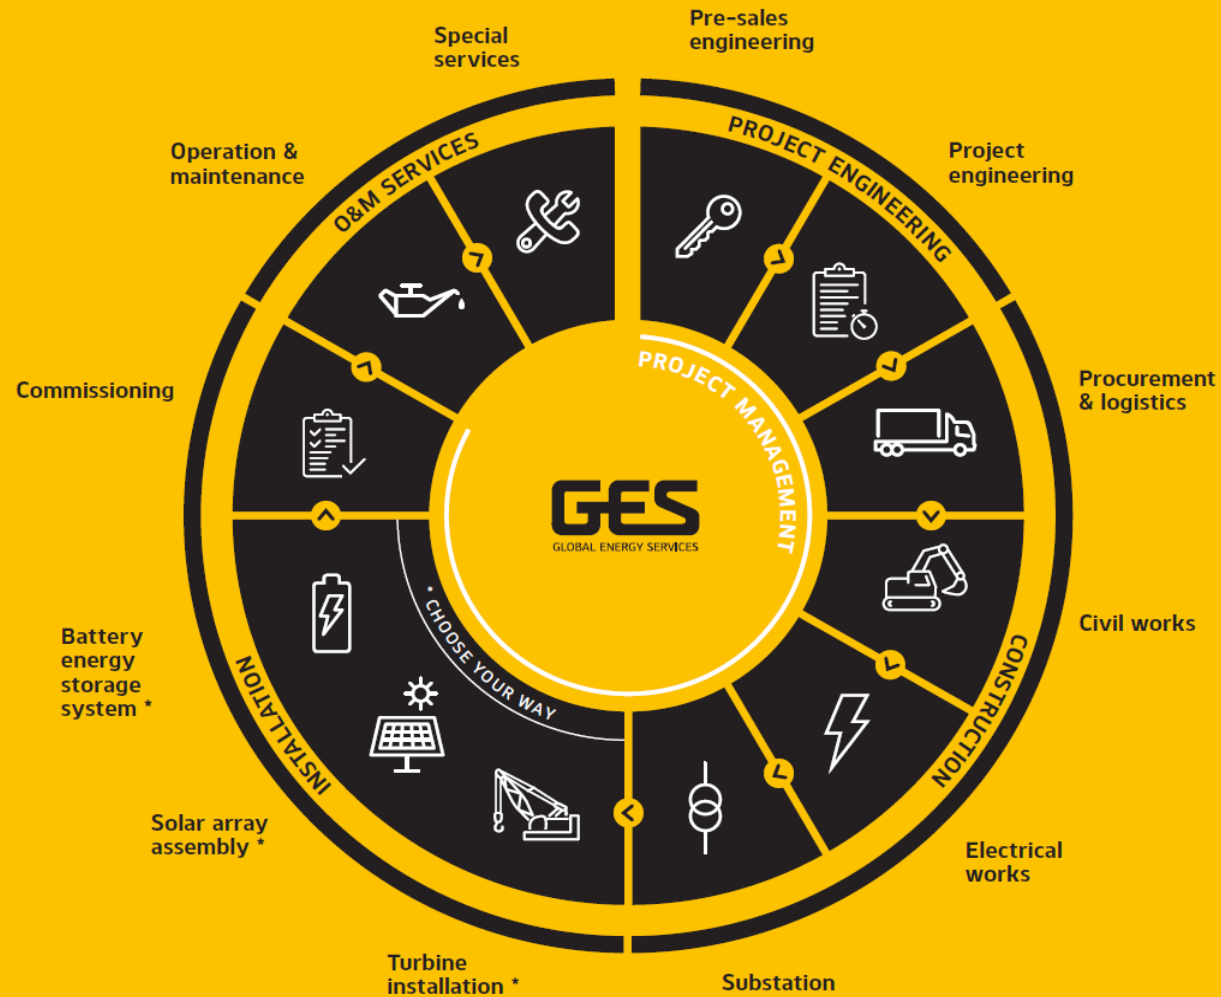 Special
services
Pre-sales
engineering
Operation &
maintenance
O&M SERVICES
PROJECT ENGINEERING
Project
engineering
Commissioning
PROJECT MANAGEMENT
Procurement
& logistics
GES
GLOBAL ENERGY SERVICES
* CHOOSE YOUR WAY
Battery
energy
storage
system *
INSTALLATION
CONSTRUCTION
Civil works
Solar array
assembly *
Electrical
works
Turbine
installation *
Substation